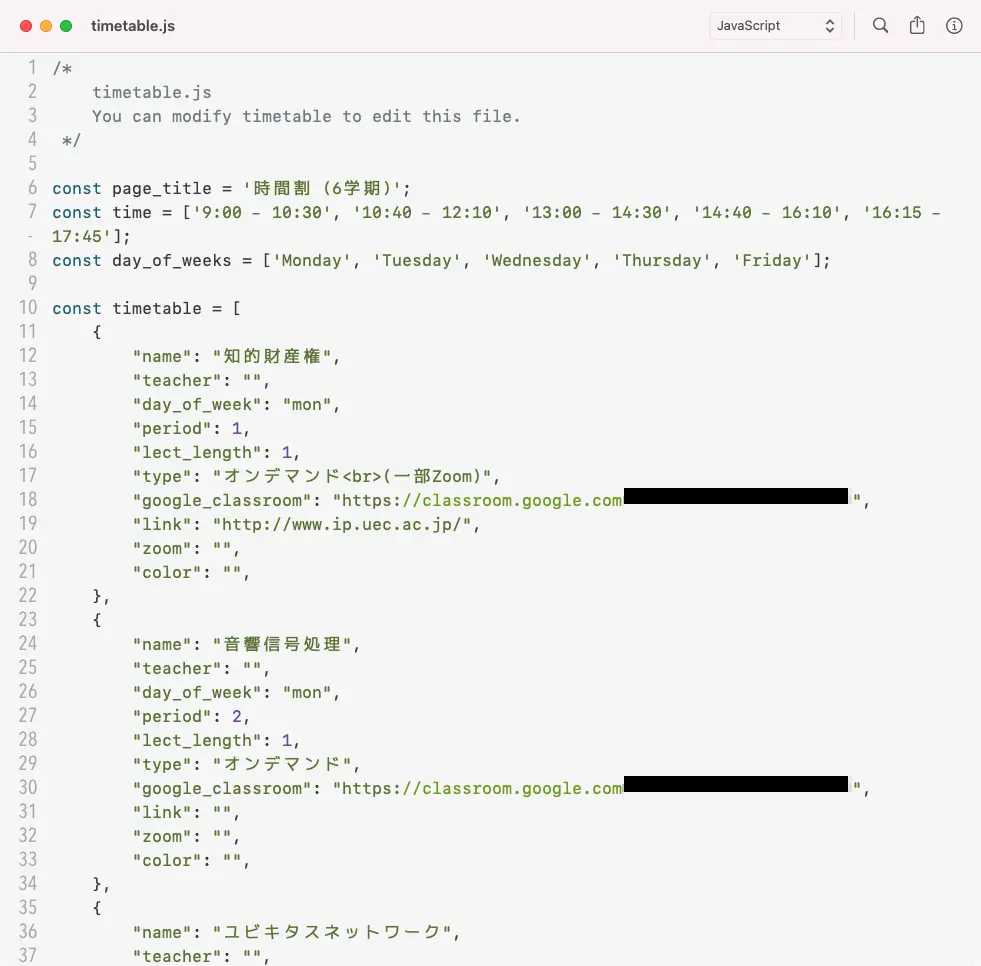 timetable.js
JavaScript
1 /*
2 timetable.js
3 You can modify timetable to edit this file.
4 */
5
6 const page_title = '時間割 (6学期)';
7 const time = ['9:00 - 10:30', '10:40 - 12:10', '13:00 - 14:30', '14:40 - 16:10', '16:15 -
- 17:45'];
8 const day_of_weeks = ['Monday', 'Tuesday', 'Wednesday', 'Thursday', 'Friday'];
9
10 const timetable = [
11 {
12 "name": "知的財産権",
13 "teacher": "",
14 "day_of_week": "mon",
15 "period": 1,
16 "lect_length": 1,
17 "type": "オンデマンド<br>(一部Zoom)",
18 "google_classroom": "https://classroom.google.com ",
19 "link": "http://www.ip.uec.ac.jp/",
20 "zoom": "",
21 "color": "",
22 },
23 {
24 "name": "音響信号処理",
25 "teacher": "",
26 "day_of_week": "mon",
27 "period": 2,
28 "lect_length": 1,
29 "type": "オンデマンド",
30 "google_classroom": "https://classroom.google.com ",
31 "link": "",
32 "zoom": "",
33 "color": "",
34 },
35 {
36 "name": "ユビキタスネットワーク",
37 "teacher": "",